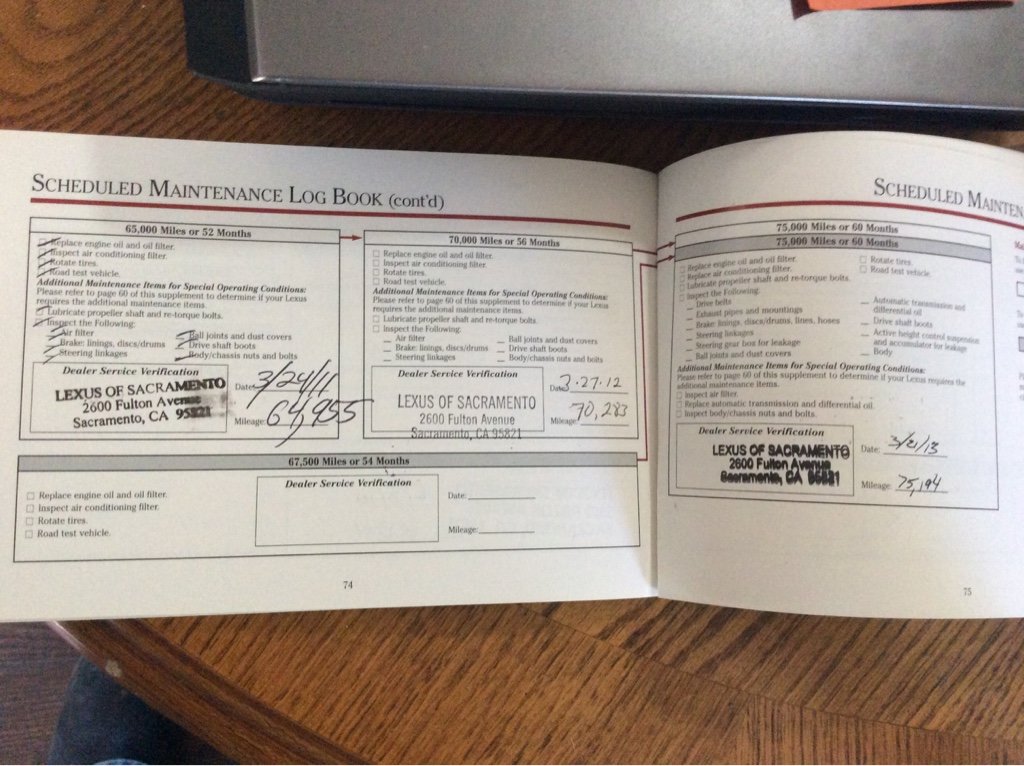 SCHEDULED MAINTENANCE LOG BOOK (cont'd)
65,000 Miles or 52 Months
Replace engine oil and oil filter.
Inspect air conditioning filter.
Rotate tires.
Road test vehicle.
Additional Maintenance Items for Special Operating Conditions:
Please refer to page 60 of this supplement to determine if your Lexus
requires the additional maintenance items.
Lubricate propeller shaft and re-torque bolts.
Inspect the Following:
Air filter
Ball joints and dust covers
Brake: linings, discs/drums
Drive shaft boots
Steering linkages
Body/chassis nuts and bolts
Dealer Service Verification
LEXUS OF SACRAMENTO
2600 Fulton Avenue
Sacramento, CA 95821
Date: 3/24/11
Mileage: 64,955
70,000 Miles or 56 Months
Replace engine oil and oil filter.
Inspect air conditioning filter.
Rotate tires.
Road test vehicle.
Additional Maintenance Items for Special Operating Conditions:
Please refer to page 60 of this supplement to determine if your Lexus
requires the additional maintenance items.
Lubricate propeller shaft and re-torque bolts.
Inspect the Following:
Air filter
Ball joints and dust covers
Brake: linings, discs/drums
Drive shaft boots
Steering linkages
Body/chassis nuts and bolts
Dealer Service Verification
LEXUS OF SACRAMENTO
2600 Fulton Avenue
Sacramento, CA 95821
Date: 3-27-12
Mileage: 70,283
67,500 Miles or 54 Months
Replace engine oil and oil filter.
Inspect air conditioning filter.
Rotate tires.
Road test vehicle.
Dealer Service Verification
Date:
Mileage:
74
SCHEDULED MAINTEN
75,000 Miles or 60 Months
75,000 Miles or 60 Months
Replace engine oil and oil filter.
Replace air conditioning filter.
Lubricate propeller shaft and re-torque bolts.
Inspect the Following:
Drive belts
Exhaust pipes and mountings
Brake: linings, discs/drums, lines, hoses
Steering linkages
Steering gear box for leakage
Ball joints and dust covers
Rotate tires.
Road test vehicle.
Automatic transmission and
differential oil
Drive shaft boots
Active height control suspension
and accumulator for leakage
Body
Additional Maintenance Items for Special Operating Conditions:
Please refer to page 60 of this supplement to determine if your Lexus requires the
additional maintenance items.
Inspect air filter.
Replace automatic transmission and differential oil.
Inspect body/chassis nuts and bolts.
Dealer Service Verification
LEXUS OF SACRAMENTO
2600 Fulton Avenue
Sacramento, CA 95821
Date: 3/21/13
Mileage: 75,194
75